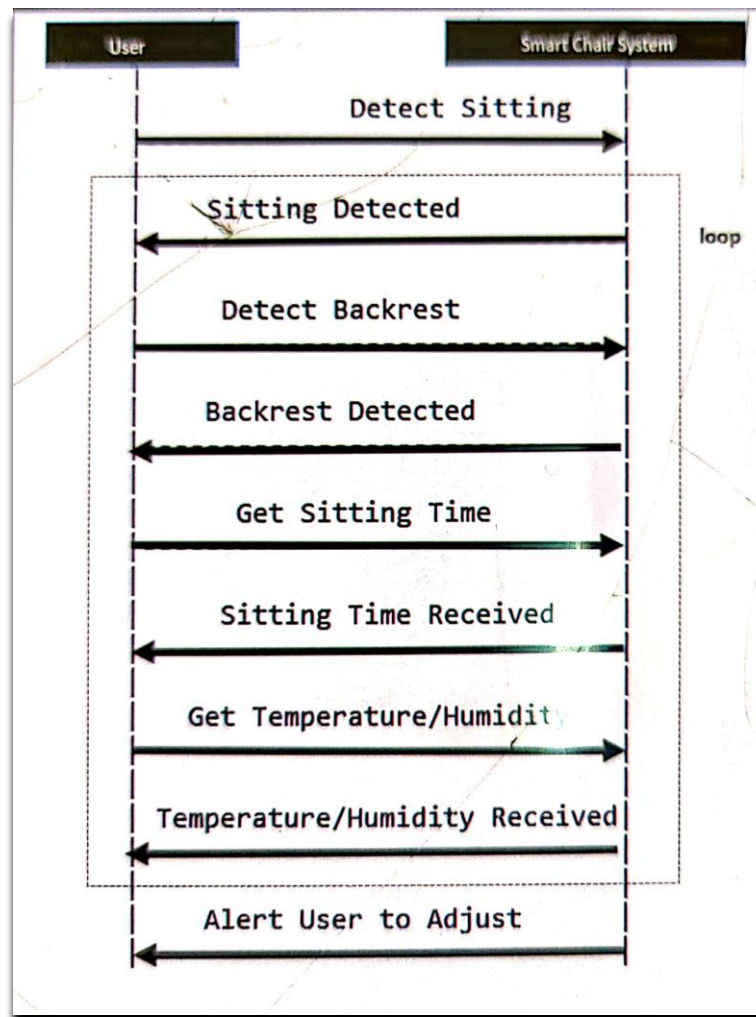 User
Smart Chair System
Detect Sitting
Sitting Detected
loop
Detect Backrest
Backrest Detected
Get Sitting Time
Sitting Time Received
Get Temperature/Humidity
Temperature/Humidity Received
Alert User to Adjust